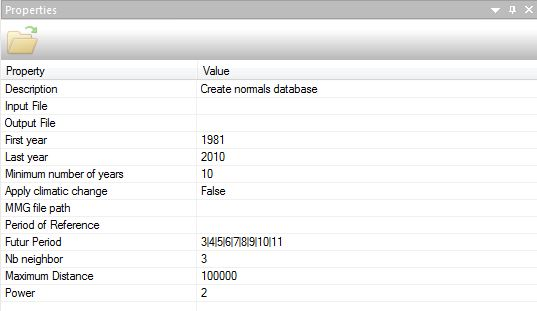 Properties
Property Value
Description Create normals database
Input File
Output File
First year 1981
Last year 2010
Minimum number of years 10
Apply climatic change False
MMG file path
Period of Reference
Futur Period 3|4|5|6|7|8|9|10|11
Nb neighbor 3
Maximum Distance 100000
Power 2